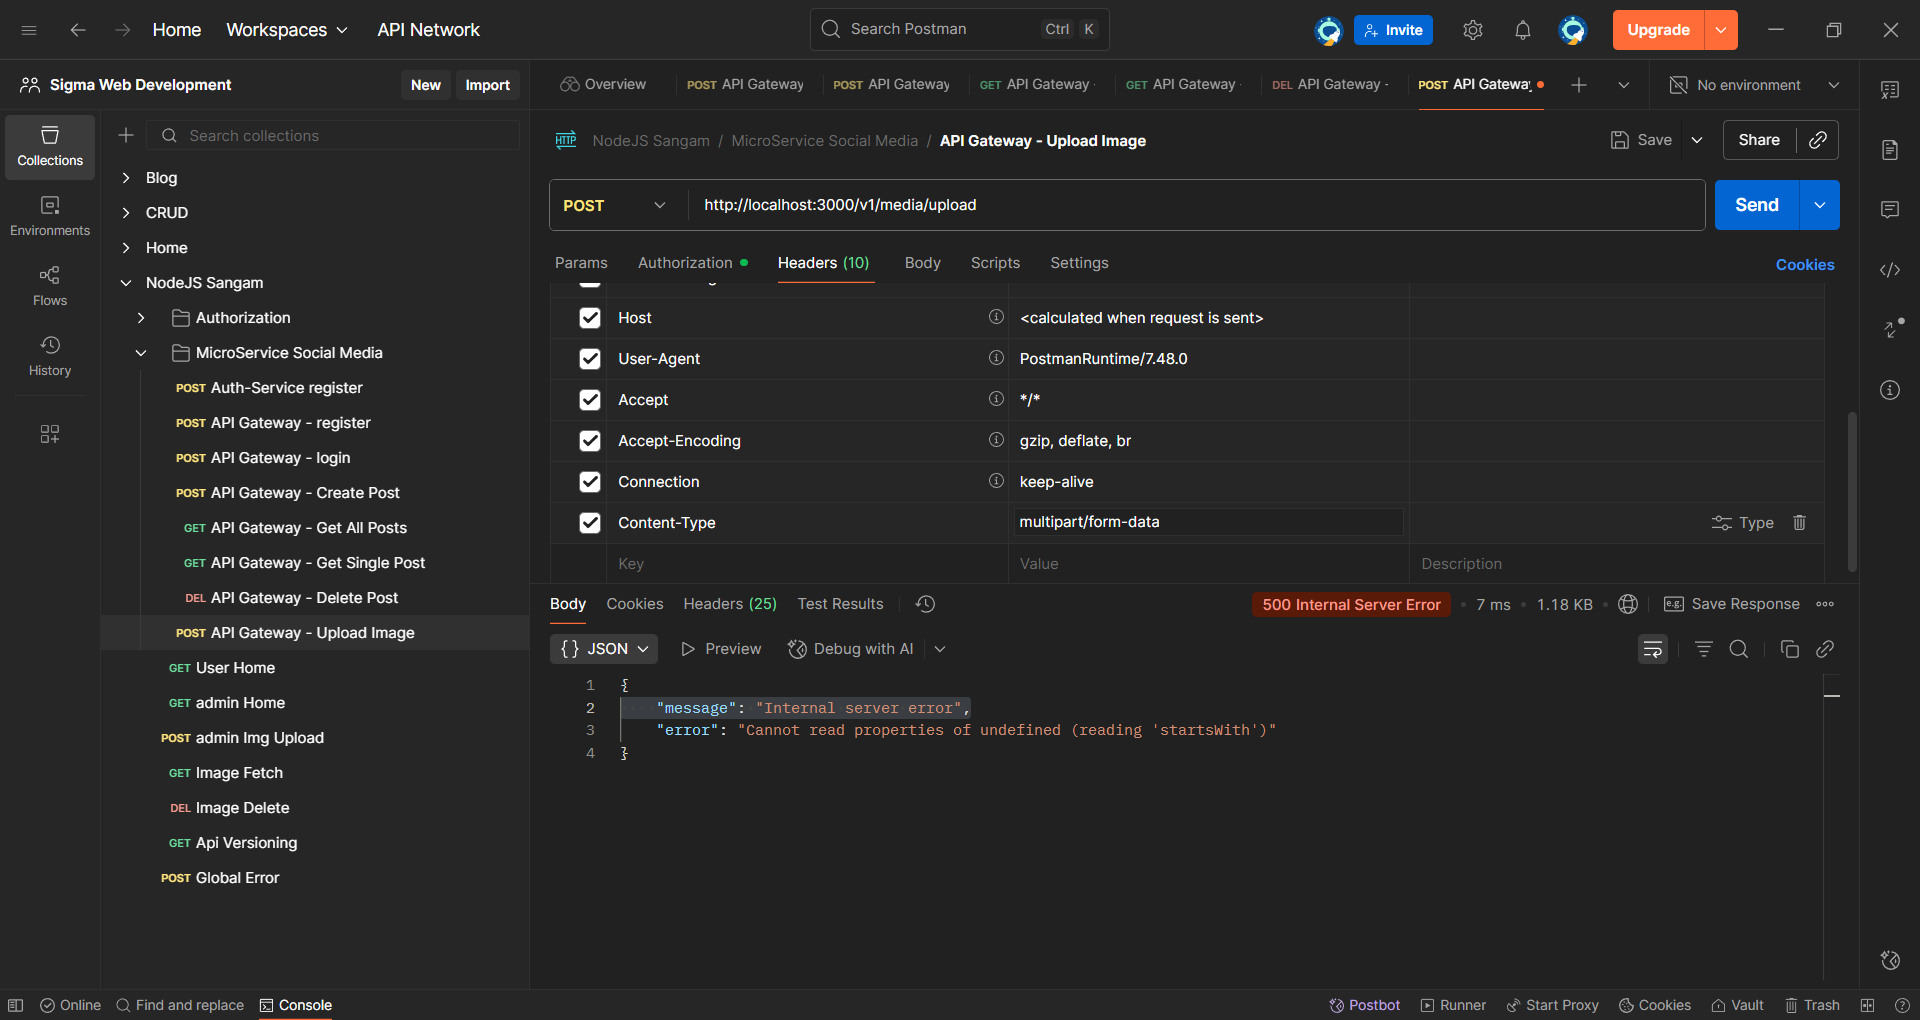 Home Workspaces API Network Search Postman Ctrl K Invite Upgrade
Sigma Web Development New Import
Overview POST API Gateway POST API Gateway GET API Gateway GET API Gateway DEL API Gateway - POST API Gateway No environment
Collections
Environments
Flows
History
Search collections
Blog
CRUD
Home
NodeJS Sangam
Authorization
MicroService Social Media
POST Auth-Service register
POST API Gateway - register
POST API Gateway - login
POST API Gateway - Create Post
GET API Gateway - Get All Posts
GET API Gateway - Get Single Post
DEL API Gateway - Delete Post
POST API Gateway - Upload Image
GET User Home
GET admin Home
POST admin Img Upload
GET Image Fetch
DEL Image Delete
GET Api Versioning
POST Global Error
HTTP NodeJS Sangam / MicroService Social Media / API Gateway - Upload Image Save Share
POST http://localhost:3000/v1/media/upload Send
Params Authorization Headers (10) Body Scripts Settings Cookies
Host <calculated when request is sent>
User-Agent PostmanRuntime/7.48.0
Accept */*
Accept-Encoding gzip, deflate, br
Connection keep-alive
Content-Type multipart/form-data Type
Key Value Description
Body Cookies Headers (25) Test Results 500 Internal Server Error 7 ms 1.18 KB e.g. Save Response
{} JSON Preview Debug with AI
1 {
2 "message": "Internal server error",
3 "error": "Cannot read properties of undefined (reading 'startsWith')"
4 }
Online Find and replace Console Postbot Runner Start Proxy Cookies Vault Trash